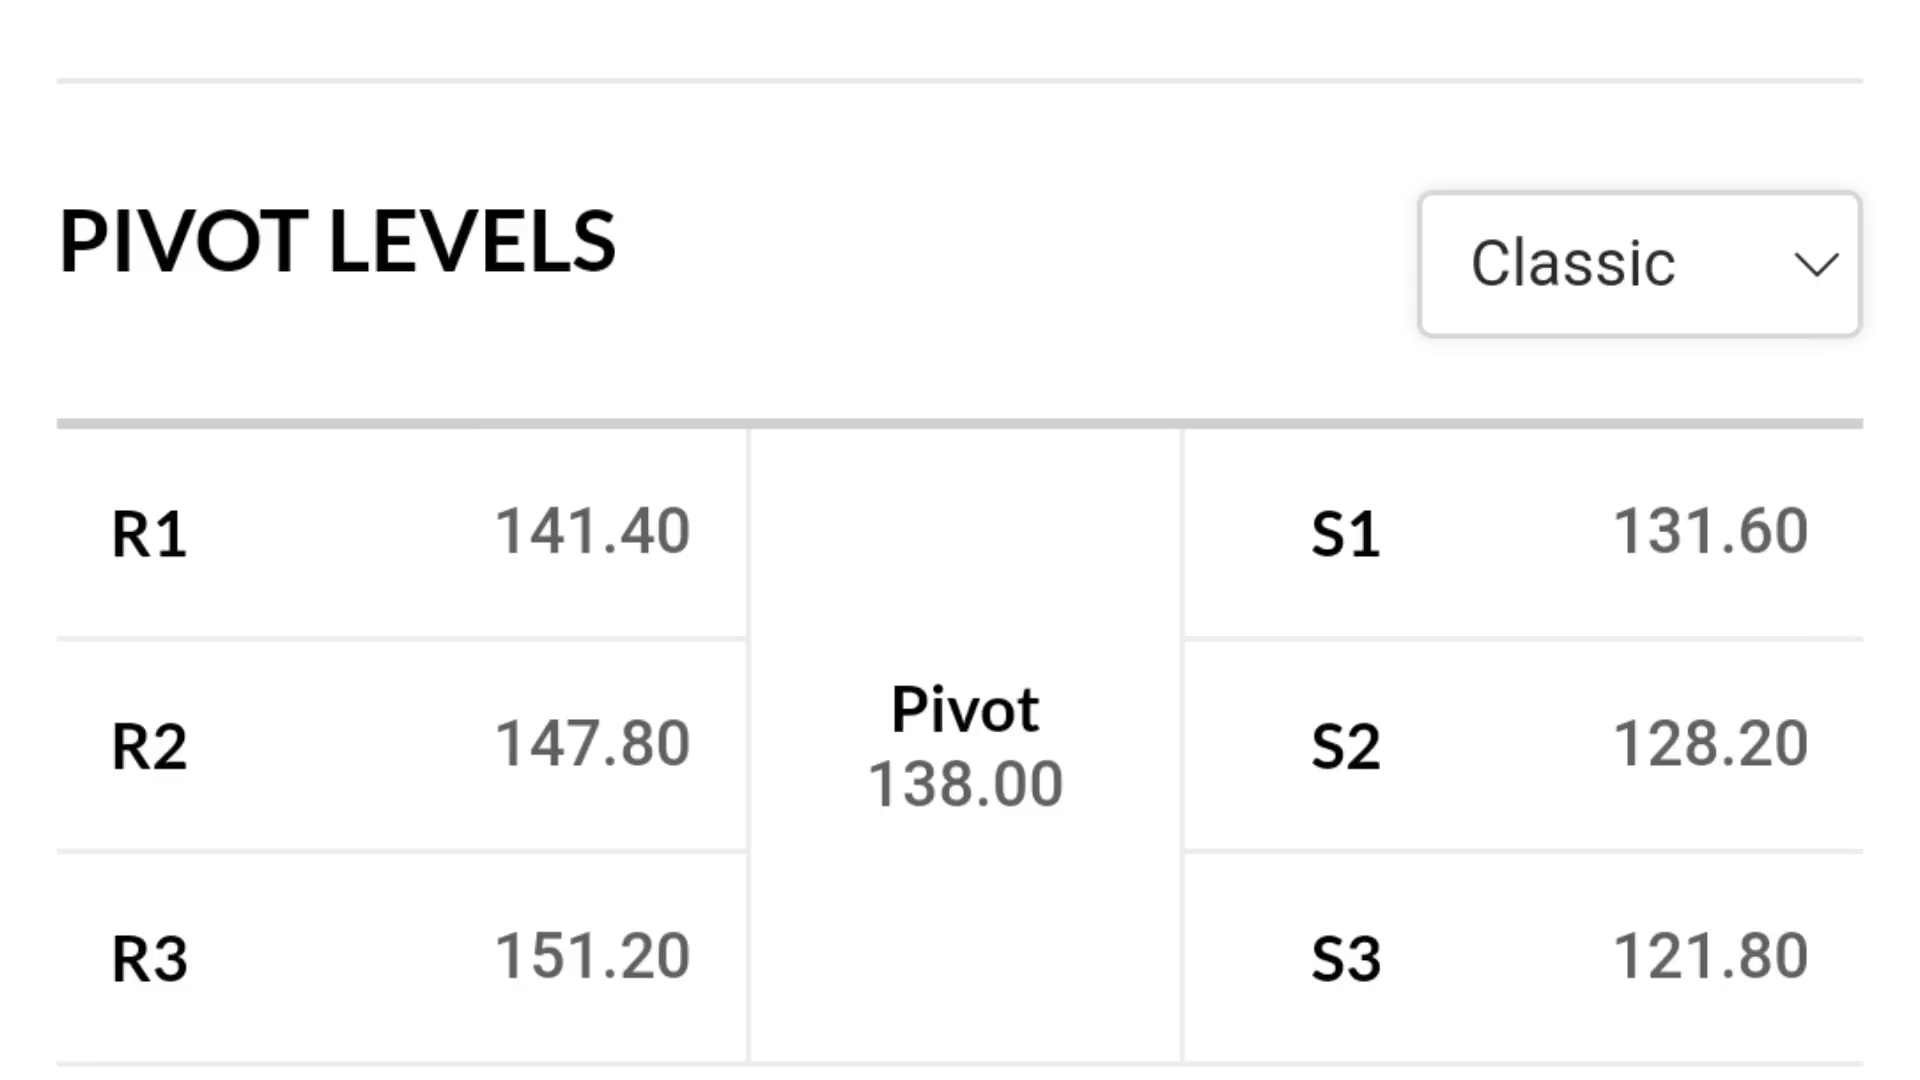 PIVOT LEVELS
Classic
R1 141.40
R2 147.80
R3 151.20
Pivot
138.00
S1 131.60
S2 128.20
S3 121.80